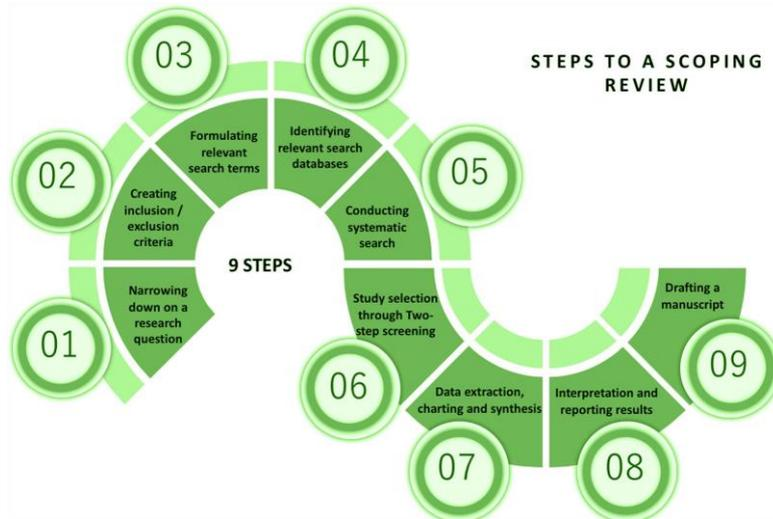 STEPS TO A SCOPING
REVIEW
9 STEPS
01
Narrowing
down on a
research
question
02
Creating
inclusion /
exclusion
criteria
03
Formulating
relevant
search terms
04
Identifying
relevant search
databases
05
Conducting
systematic
search
06
Study selection
through Two-
step screening
07
Data extraction,
charting and synthesis
08
Interpretation and
reporting results
09
Drafting a
manuscript